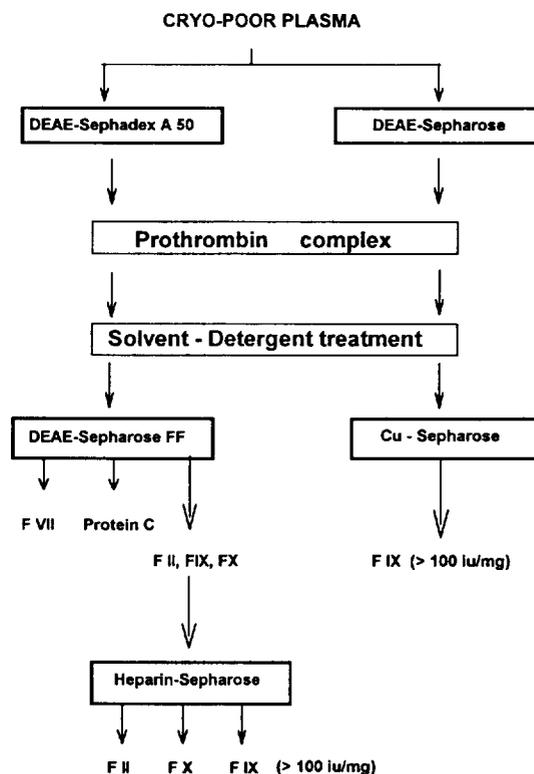 CRYO-POOR PLASMA
DEAE-Sephadex A 50
DEAE-Sepharose
Prothrombin complex
Solvent - Detergent treatment
DEAE-Sepharose FF
Cu - Sepharose
F VII
Protein C
F II, FIX, FX
F IX (> 100 iu/mg)
Heparin-Sepharose
F II
F X
F IX (> 100 iu/mg)